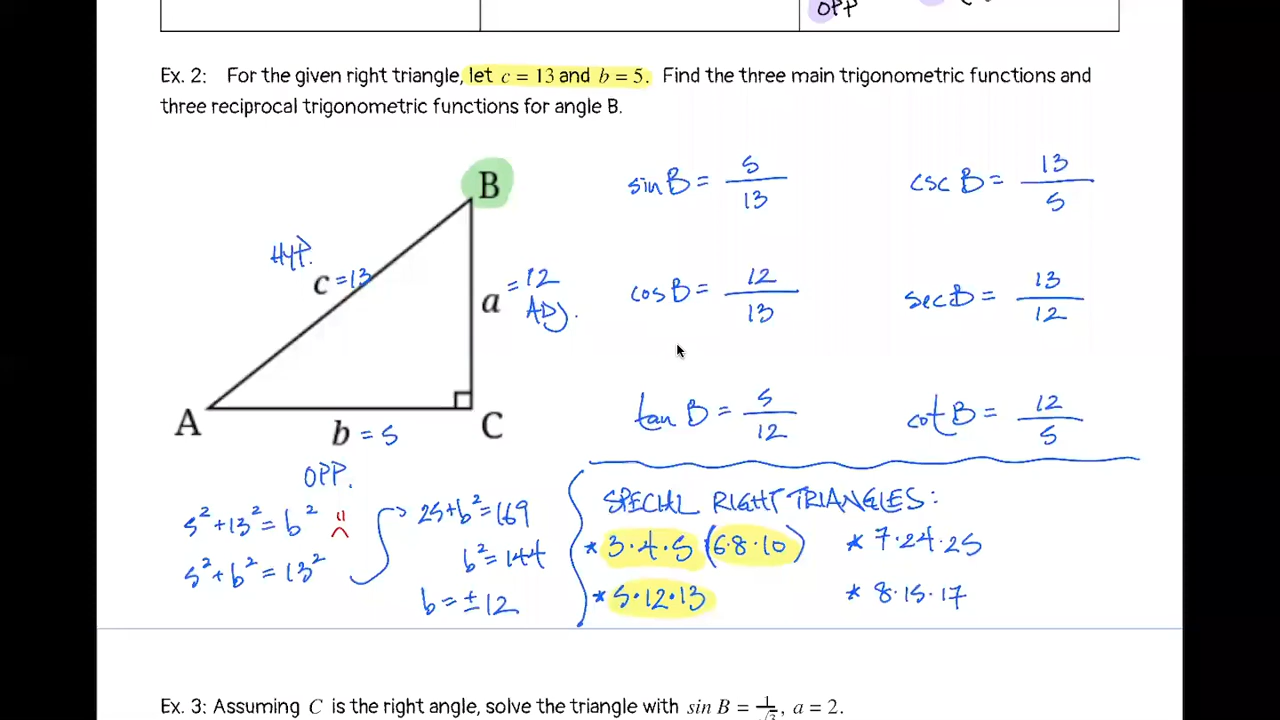 OPP
Ex. 2: For the given right triangle, let c = 13 and b = 5. Find the three main trigonometric functions and
three reciprocal trigonometric functions for angle B.
B
HYP.
c = 13
a = 12
ADJ.
A
C
b = 5
OPP.
sin B = 5/13
csc B = 13/5
cos B = 12/13
sec B = 13/12
tan B = 5/12
cot B = 12/5
5² + 13² = b²
5² + b² = 13²
25 + b² = 169
b² = 144
b = ± 12
SPECIAL RIGHT TRIANGLES:
* 3·4·5 (6·8·10) * 7·24·25
* 5·12·13 * 8·15·17
Ex. 3: Assuming C is the right angle, solve the triangle with sin B = 1/√3, a = 2.